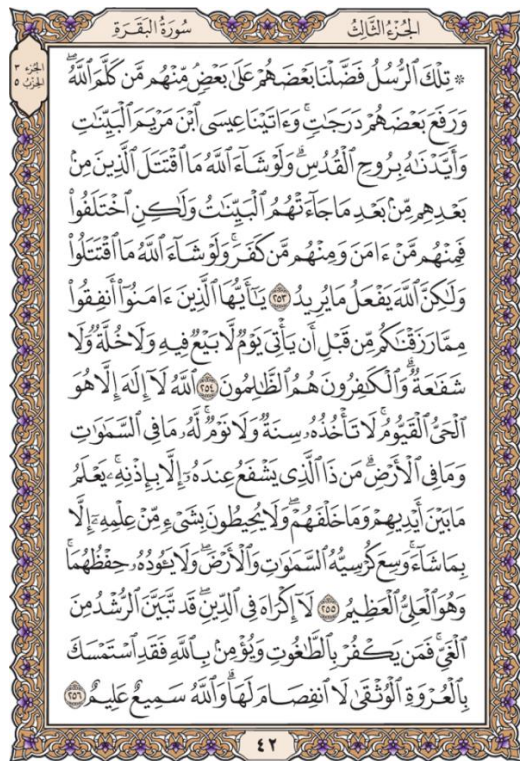 الجُزْءُ الثَّالِثُ
سُورَةُ البَقَرَةِ
الجزء ٣
الحزب ٥
۞ تِلْكَ ٱلرُّسُلُ فَضَّلْنَا بَعْضَهُمْ عَلَىٰ بَعْضٍۘ مِّنْهُم مَّن كَلَّمَ ٱللَّهُۖ
وَرَفَعَ بَعْضَهُمْ دَرَجَٰتٍۚ وَءَاتَيْنَا عِيسَى ٱبْنَ مَرْيَمَ ٱلْبَيِّنَٰتِ
وَأَيَّدْنَٰهُ بِرُوحِ ٱلْقُدُسِۗ وَلَوْ شَآءَ ٱللَّهُ مَا ٱقْتَتَلَ ٱلَّذِينَ مِنۢ
بَعْدِهِم مِّنۢ بَعْدِ مَا جَآءَتْهُمُ ٱلْبَيِّنَٰتُ وَلَٰكِنِ ٱخْتَلَفُوا۟
فَمِنْهُم مَّنْ ءَامَنَ وَمِنْهُم مَّن كَفَرَۚ وَلَوْ شَآءَ ٱللَّهُ مَا ٱقْتَتَلُوا۟
وَلَٰكِنَّ ٱللَّهَ يَفْعَلُ مَا يُرِيدُ ٢٥٣ يَٰٓأَيُّهَا ٱلَّذِينَ ءَامَنُوٓا۟ أَنفِقُوا۟
مِمَّا رَزَقْنَٰكُم مِّن قَبْلِ أَن يَأْتِىَ يَوْمٌ لَّا بَيْعٌ فِيهِ وَلَا خُلَّةٌ وَلَا
شَفَٰعَةٌۗ وَٱلْكَٰفِرُونَ هُمُ ٱلظَّٰلِمُونَ ٢٥٤ ٱللَّهُ لَآ إِلَٰهَ إِلَّا هُوَ
ٱلْحَىُّ ٱلْقَيُّومُۚ لَا تَأْخُذُهُۥ سِنَةٌ وَلَا نَوْمٌۚ لَّهُۥ مَا فِى ٱلسَّمَٰوَٰتِ
وَمَا فِى ٱلْأَرْضِۗ مَن ذَا ٱلَّذِى يَشْفَعُ عِندَهُۥٓ إِلَّا بِإِذْنِهِۦۚ يَعْلَمُ
مَا بَيْنَ أَيْدِيهِمْ وَمَا خَلْفَهُمْۖ وَلَا يُحِيطُونَ بِشَىْءٍ مِّنْ عِلْمِهِۦٓ إِلَّا
بِمَا شَآءَۚ وَسِعَ كُرْسِيُّهُ ٱلسَّمَٰوَٰتِ وَٱلْأَرْضَۖ وَلَا يَـُٔودُهُۥ حِفْظُهُمَاۚ
وَهُوَ ٱلْعَلِىُّ ٱلْعَظِيمُ ٢٥٥ لَآ إِكْرَاهَ فِى ٱلدِّينِۖ قَد تَّبَيَّنَ ٱلرُّشْدُ مِنَ
ٱلْغَىِّۚ فَمَن يَكْفُرْ بِٱلطَّٰغُوتِ وَيُؤْمِنۢ بِٱللَّهِ فَقَدِ ٱسْتَمْسَكَ
بِٱلْعُرْوَةِ ٱلْوُثْقَىٰ لَا ٱنفِصَامَ لَهَاۗ وَٱللَّهُ سَمِيعٌ عَلِيمٌ ٢٥٦
٤٢